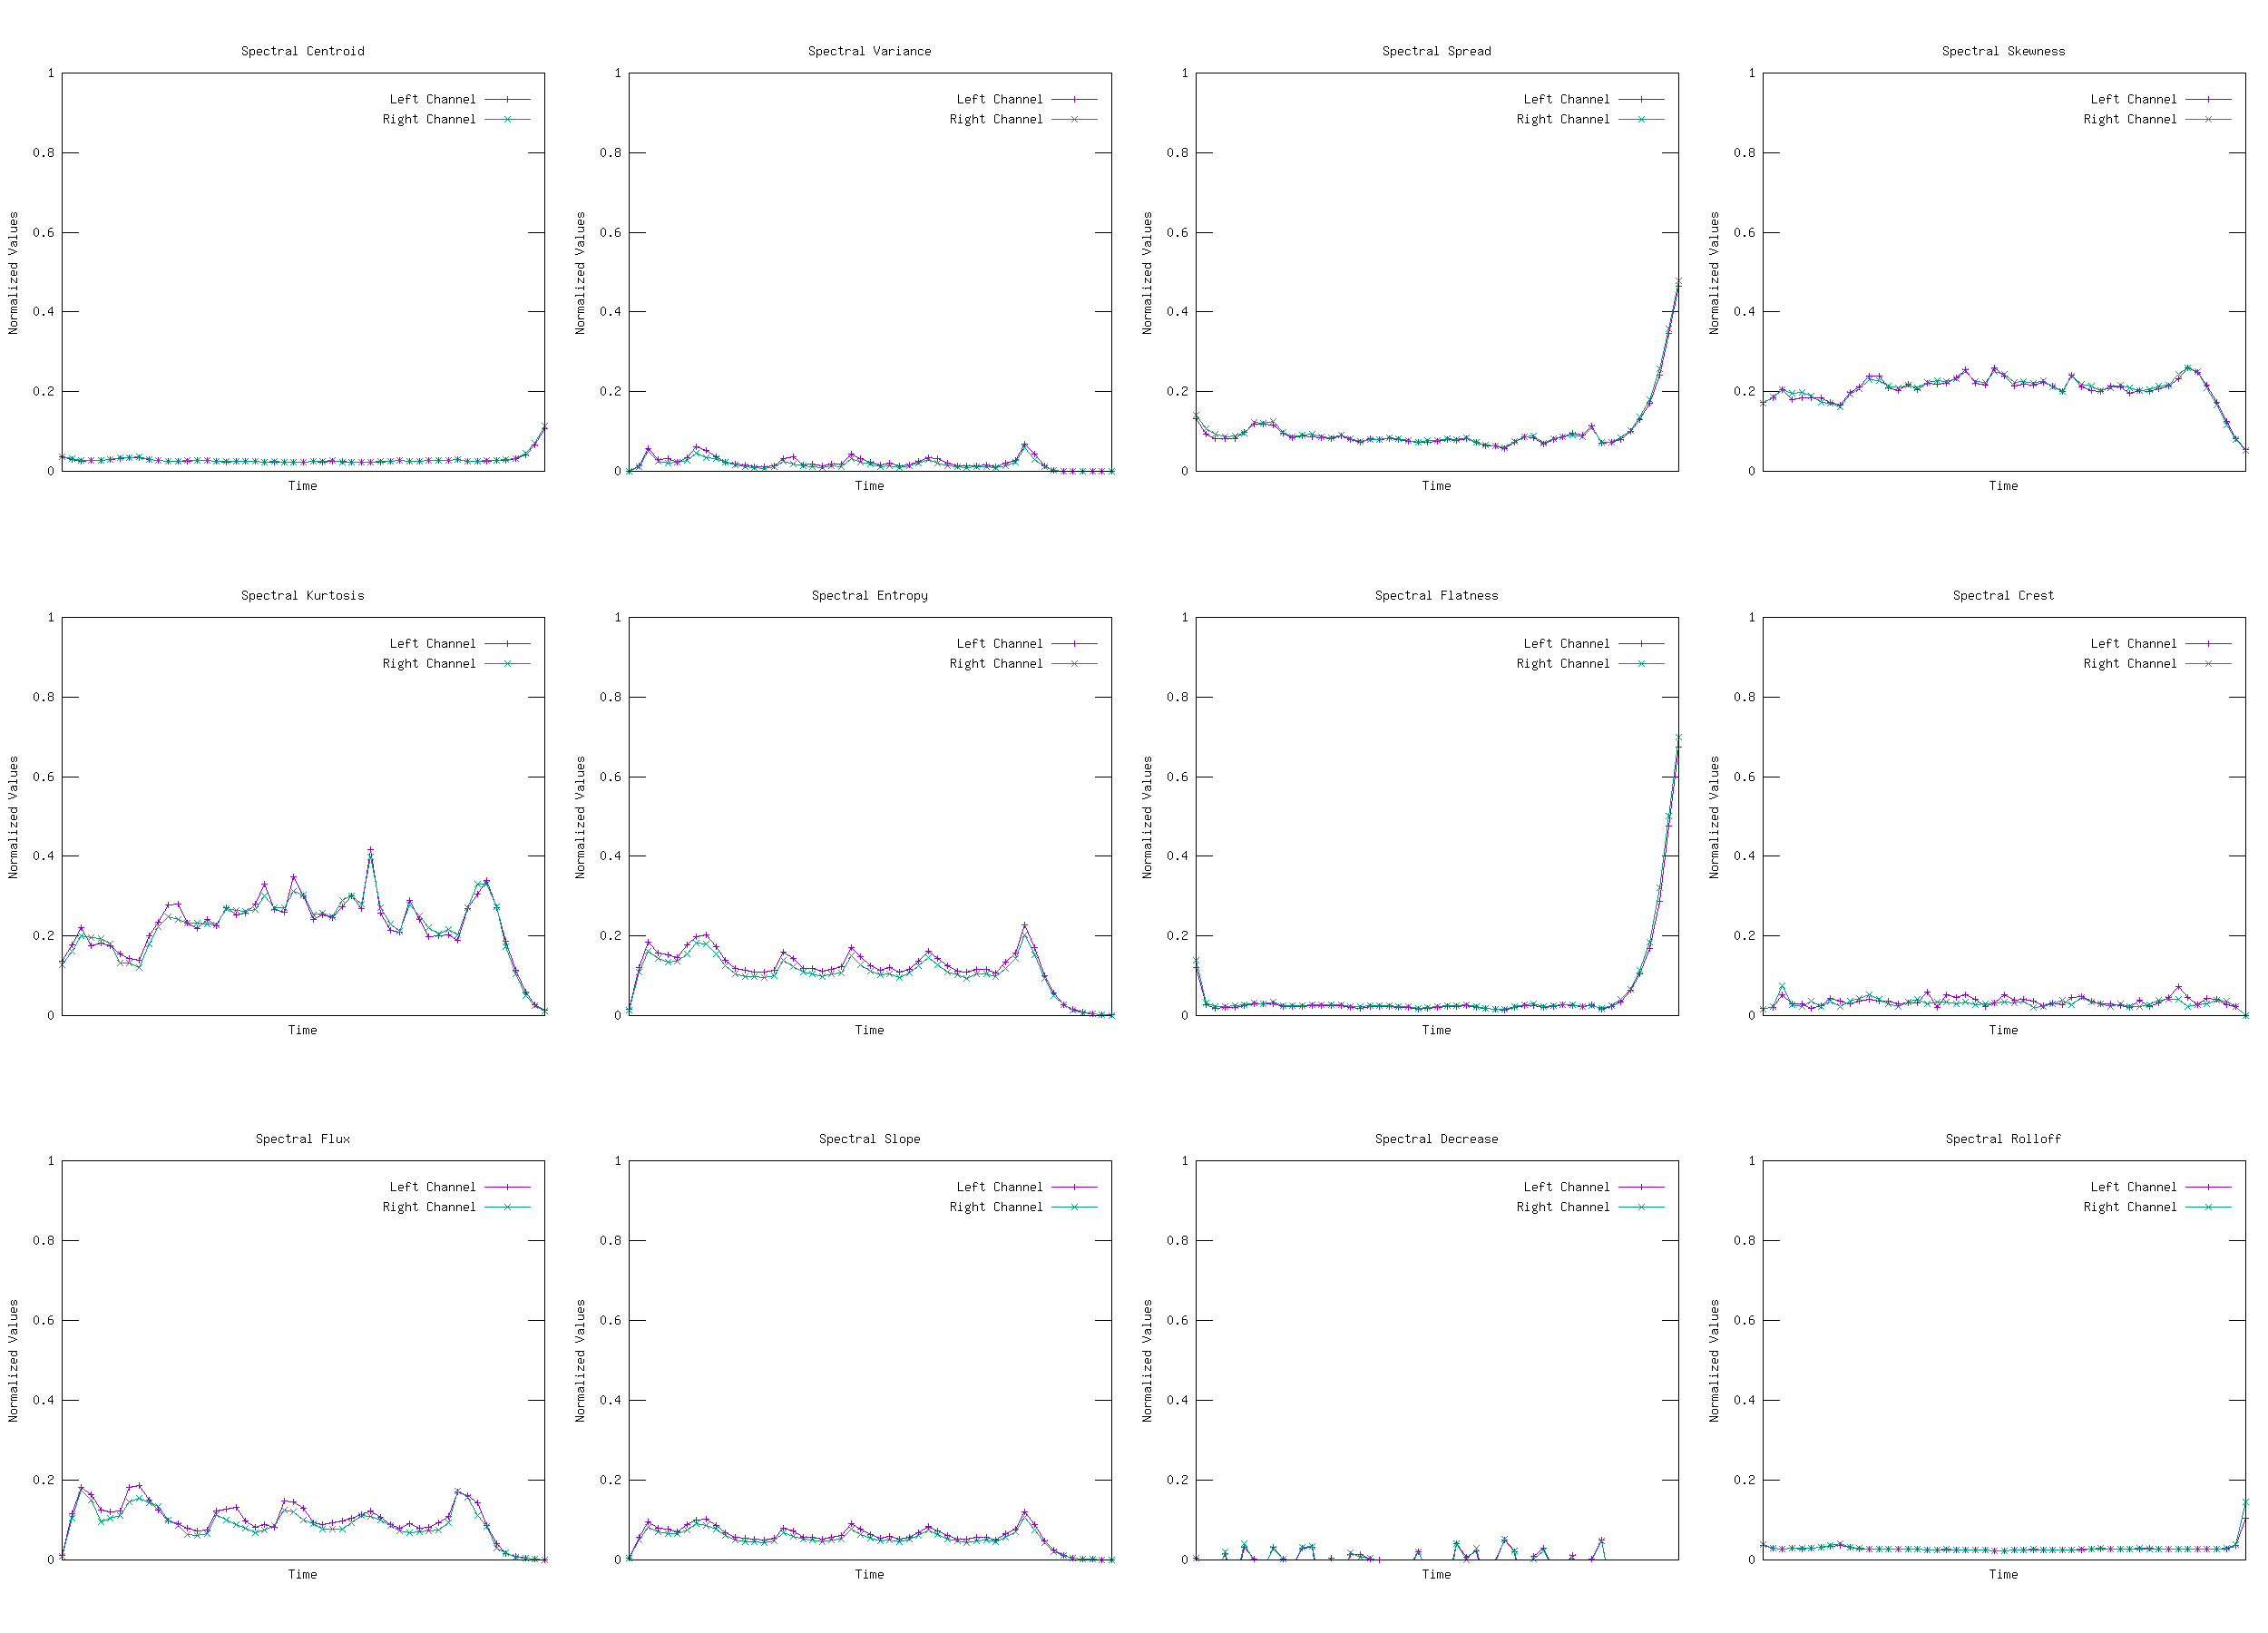 Spectral Centroid
1
0.8
0.6
0.4
0.2
0
Normalized Values
Time
Left Channel
Right Channel
Spectral Variance
1
0.8
0.6
0.4
0.2
0
Normalized Values
Time
Left Channel
Right Channel
Spectral Spread
1
0.8
0.6
0.4
0.2
0
Normalized Values
Time
Left Channel
Right Channel
Spectral Skewness
1
0.8
0.6
0.4
0.2
0
Normalized Values
Time
Left Channel
Right Channel
Spectral Kurtosis
1
0.8
0.6
0.4
0.2
0
Normalized Values
Time
Left Channel
Right Channel
Spectral Entropy
1
0.8
0.6
0.4
0.2
0
Normalized Values
Time
Left Channel
Right Channel
Spectral Flatness
1
0.8
0.6
0.4
0.2
0
Normalized Values
Time
Left Channel
Right Channel
Spectral Crest
1
0.8
0.6
0.4
0.2
0
Normalized Values
Time
Left Channel
Right Channel
Spectral Flux
1
0.8
0.6
0.4
0.2
0
Normalized Values
Time
Left Channel
Right Channel
Spectral Slope
1
0.8
0.6
0.4
0.2
0
Normalized Values
Time
Left Channel
Right Channel
Spectral Decrease
1
0.8
0.6
0.4
0.2
0
Normalized Values
Time
Left Channel
Right Channel
Spectral Rolloff
1
0.8
0.6
0.4
0.2
0
Normalized Values
Time
Left Channel
Right Channel